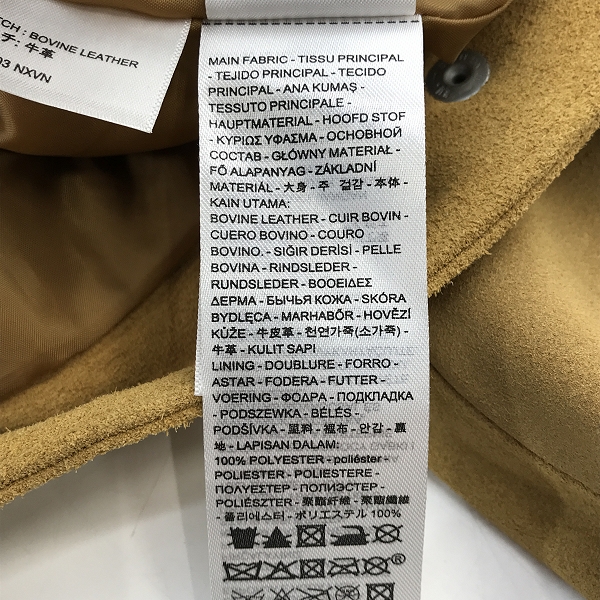 TCH : BOVINE LEATHER
チ: 牛革
03 NXVN
MAIN FABRIC - TISSU PRINCIPAL
- TEJIDO PRINCIPAL - TECIDO
PRINCIPAL - ANA KUMAŞ -
TESSUTO PRINCIPALE -
HAUPTMATERIAL - HOOFD STOF
- ΚΥΡΙΩΣ ΥΦΑΣΜΑ - ОСНОВНОЙ
СОСТАВ - GŁÓWNY MATERIAŁ -
FŐ ALAPANYAG - ZÁKLADNÍ
MATERIÁL - 大身 - 주 겉감 - 本体 -
KAIN UTAMA:
BOVINE LEATHER - CUIR BOVIN -
CUERO BOVINO - COURO
BOVINO. - SIĞIR DERİSİ - PELLE
BOVINA - RINDSLEDER -
RUNDSLEDER - ΒΟΟΕΙΔΕΣ
ΔΕΡΜΑ - БЫЧЬЯ КОЖА - SKÓRA
BYDLĘCA - MARHABŐR - HOVĚZÍ
KŮŽE - 牛皮革 - 천연가죽(소가죽) -
牛革 - KULIT SAPI
LINING - DOUBLURE - FORRO -
ASTAR - FODERA - FUTTER -
VOERING - ΦΟΔΡΑ - ПОДКЛАДКА
- PODSZEWKA - BÉLÉS -
PODŠÍVKA - 里料 - 裡布 - 안감 - 裏
地 - LAPISAN DALAM:
100% POLYESTER - poliéster -
POLIESTER - POLIESTERE -
ΠΟΛΥΕΣΤΕΡ - ПОЛИЭСТЕР -
POLIÉSZTER - 聚酯纤维 - 聚酯纖維
- 폴리에스터 - ポリエステル 100%